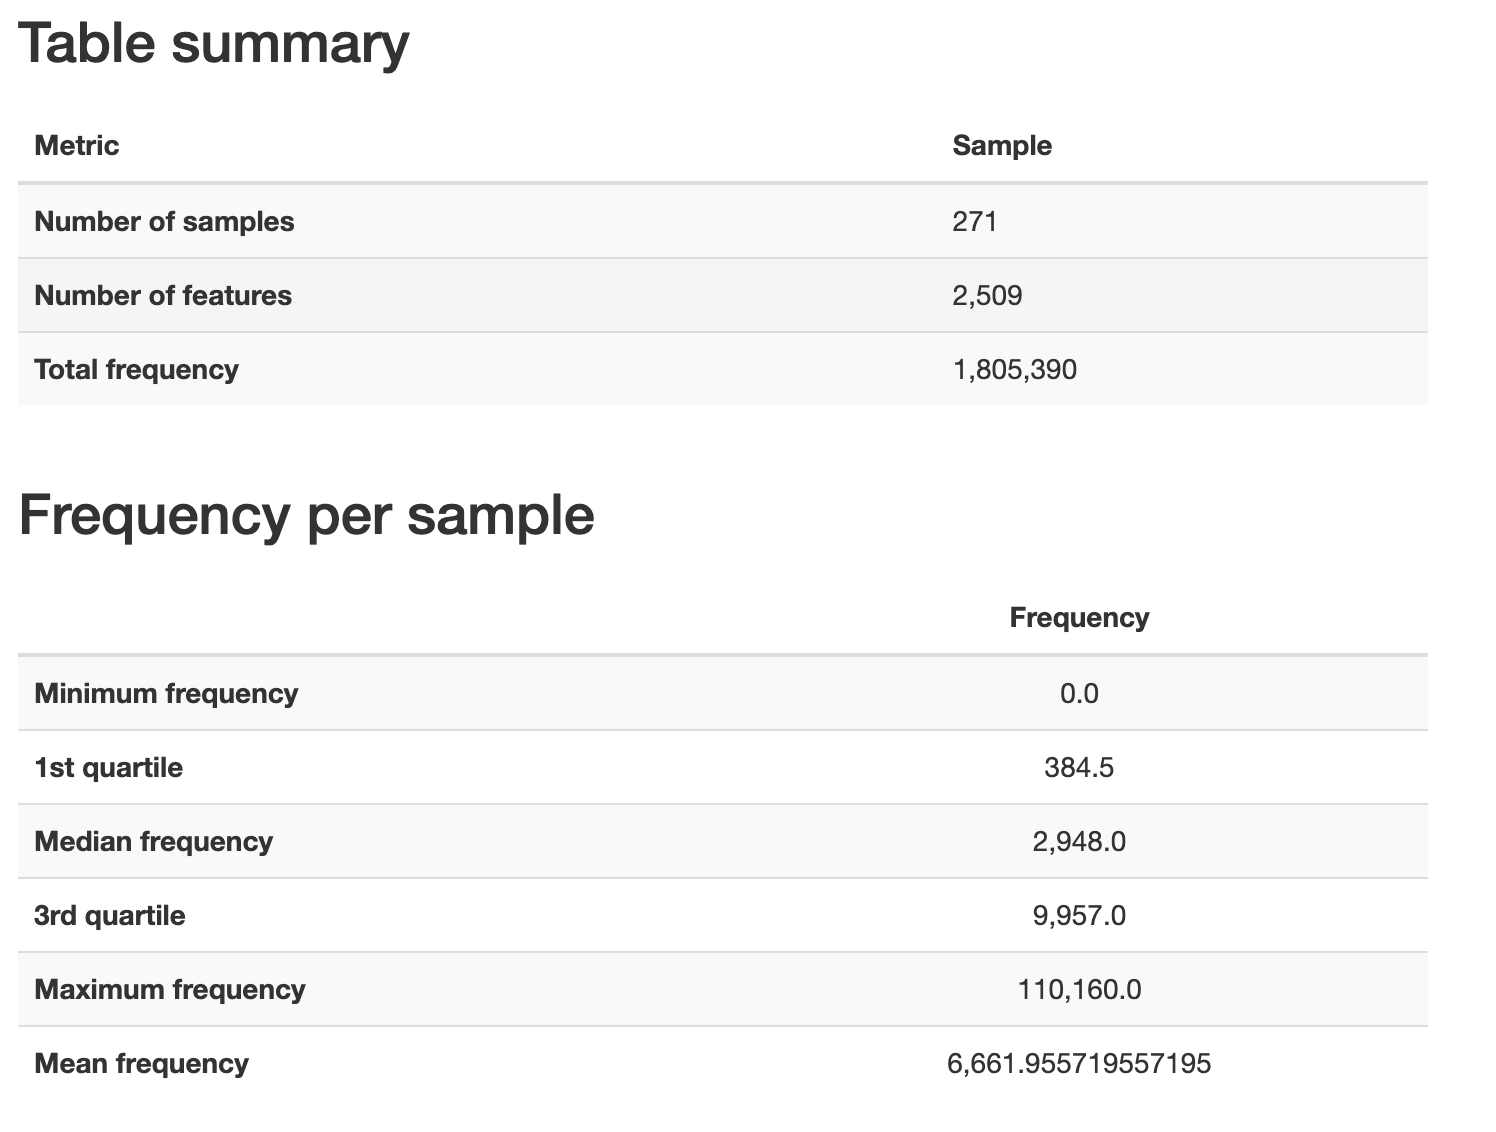 Table summary
Metric Sample
Number of samples 271
Number of features 2,509
Total frequency 1,805,390
Frequency per sample
Frequency
Minimum frequency 0.0
1st quartile 384.5
Median frequency 2,948.0
3rd quartile 9,957.0
Maximum frequency 110,160.0
Mean frequency 6,661.955719557195